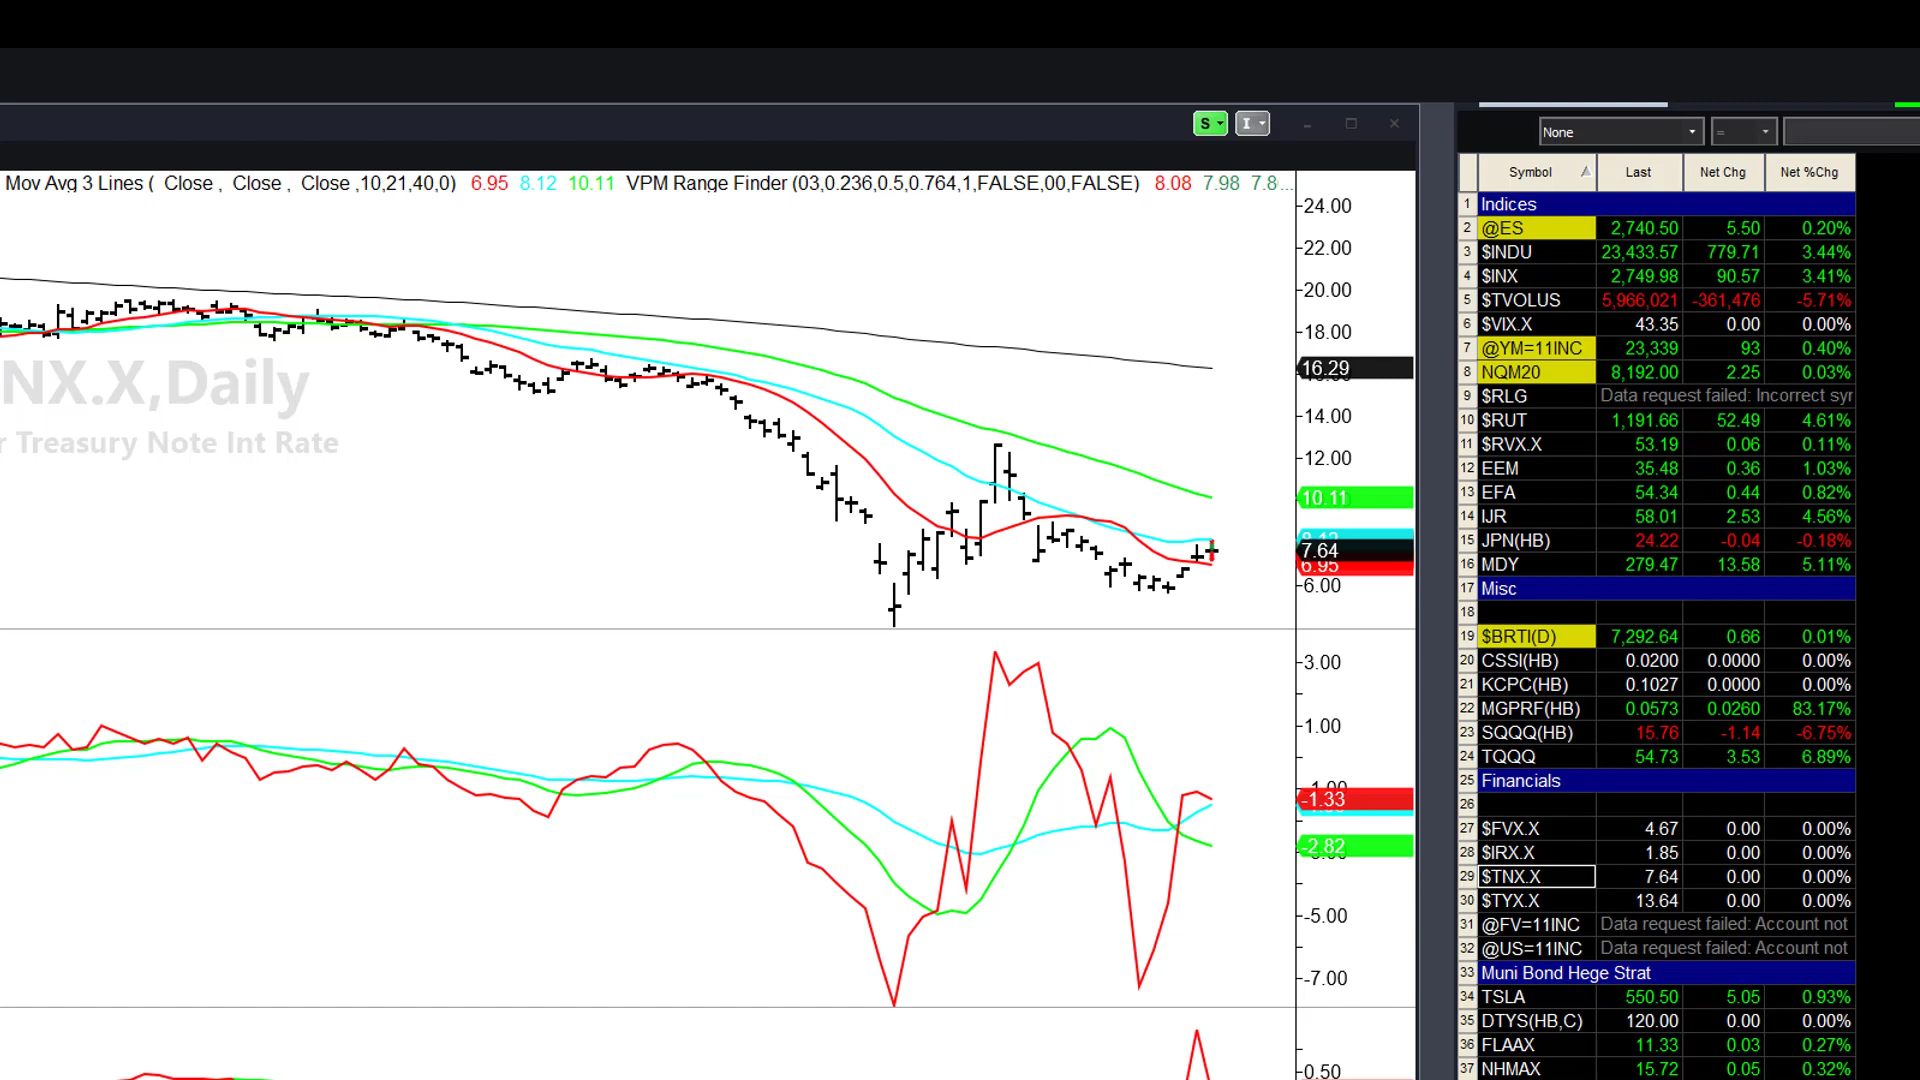 S I
None =
Mov Avg 3 Lines ( Close , Close , Close ,10,21,40,0) 6.95 8.12 10.11 VPM Range Finder (03,0.236,0.5,0.764,1,FALSE,00,FALSE) 8.08 7.98 7.8...
NX.X,Daily
r Treasury Note Int Rate
24.00
22.00
20.00
18.00
16.29
14.00
12.00
10.11
8.12
7.64
6.95
6.00
3.00
1.00
-1.00
-1.33
-2.82
-5.00
-7.00
0.50
Symbol Last Net Chg Net %Chg
1 Indices
2 @ES 2,740.50 5.50 0.20%
3 $INDU 23,433.57 779.71 3.44%
4 $INX 2,749.98 90.57 3.41%
5 $TVOLUS 5,966,021 -361,476 -5.71%
6 $VIX.X 43.35 0.00 0.00%
7 @YM=11INC 23,339 93 0.40%
8 NQM20 8,192.00 2.25 0.03%
9 $RLG Data request failed: Incorrect syr
10 $RUT 1,191.66 52.49 4.61%
11 $RVX.X 53.19 0.06 0.11%
12 EEM 35.48 0.36 1.03%
13 EFA 54.34 0.44 0.82%
14 IJR 58.01 2.53 4.56%
15 JPN(HB) 24.22 -0.04 -0.18%
16 MDY 279.47 13.58 5.11%
17 Misc
18
19 $BRTI(D) 7,292.64 0.66 0.01%
20 CSSI(HB) 0.0200 0.0000 0.00%
21 KCPC(HB) 0.1027 0.0000 0.00%
22 MGPRF(HB) 0.0573 0.0260 83.17%
23 SQQQ(HB) 15.76 -1.14 -6.75%
24 TQQQ 54.73 3.53 6.89%
25 Financials
26
27 $FVX.X 4.67 0.00 0.00%
28 $IRX.X 1.85 0.00 0.00%
29 $TNX.X 7.64 0.00 0.00%
30 $TYX.X 13.64 0.00 0.00%
31 @FV=11INC Data request failed: Account not
32 @US=11INC Data request failed: Account not
33 Muni Bond Hege Strat
34 TSLA 550.50 5.05 0.93%
35 DTYS(HB,C) 120.00 0.00 0.00%
36 FLAAX 11.33 0.03 0.27%
37 NHMAX 15.72 0.05 0.32%